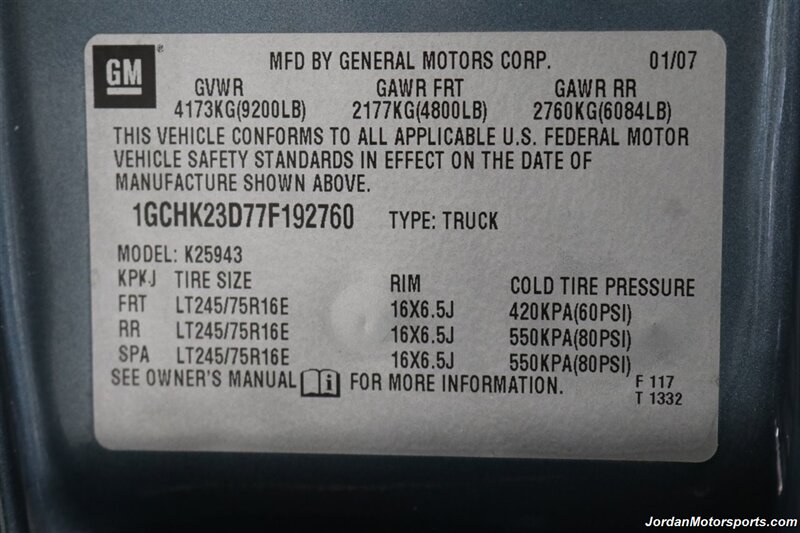 GM ®
MFD BY GENERAL MOTORS CORP. 01/07
GVWR GAWR FRT GAWR RR
4173KG(9200LB) 2177KG(4800LB) 2760KG(6084LB)
THIS VEHICLE CONFORMS TO ALL APPLICABLE U.S. FEDERAL MOTOR
VEHICLE SAFETY STANDARDS IN EFFECT ON THE DATE OF
MANUFACTURE SHOWN ABOVE.
1GCHK23D77F192760 TYPE: TRUCK
MODEL: K25943
KPKJ TIRE SIZE RIM COLD TIRE PRESSURE
FRT LT245/75R16E 16X6.5J 420KPA(60PSI)
RR LT245/75R16E 16X6.5J 550KPA(80PSI)
SPA LT245/75R16E 16X6.5J 550KPA(80PSI)
SEE OWNER'S MANUAL i FOR MORE INFORMATION. F 117
T 1332
JordanMotorsports.com